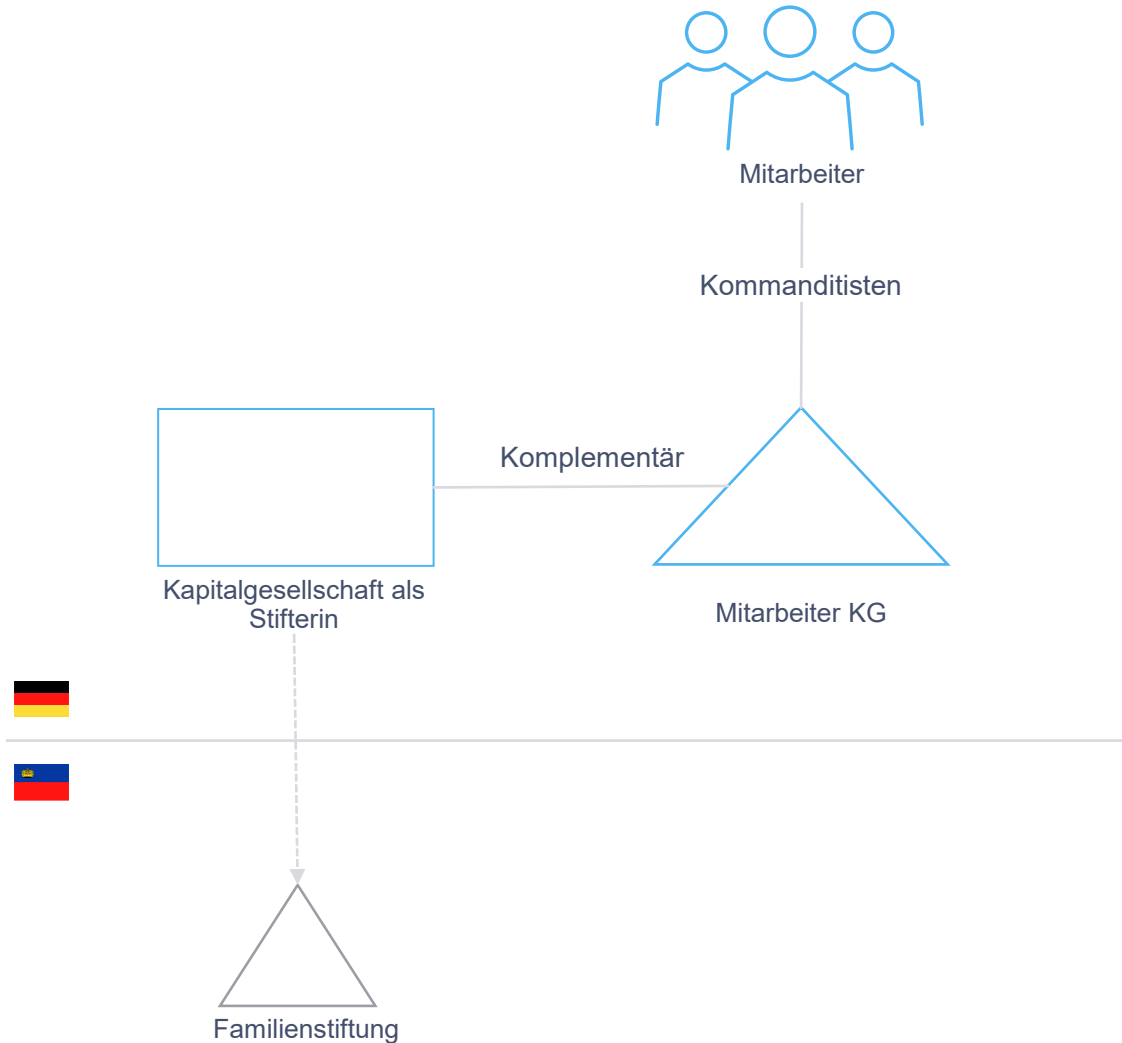 Mitarbeiter
Kommanditisten
Komplementär
Kapitalgesellschaft als
Stifterin
Mitarbeiter KG
Familienstiftung